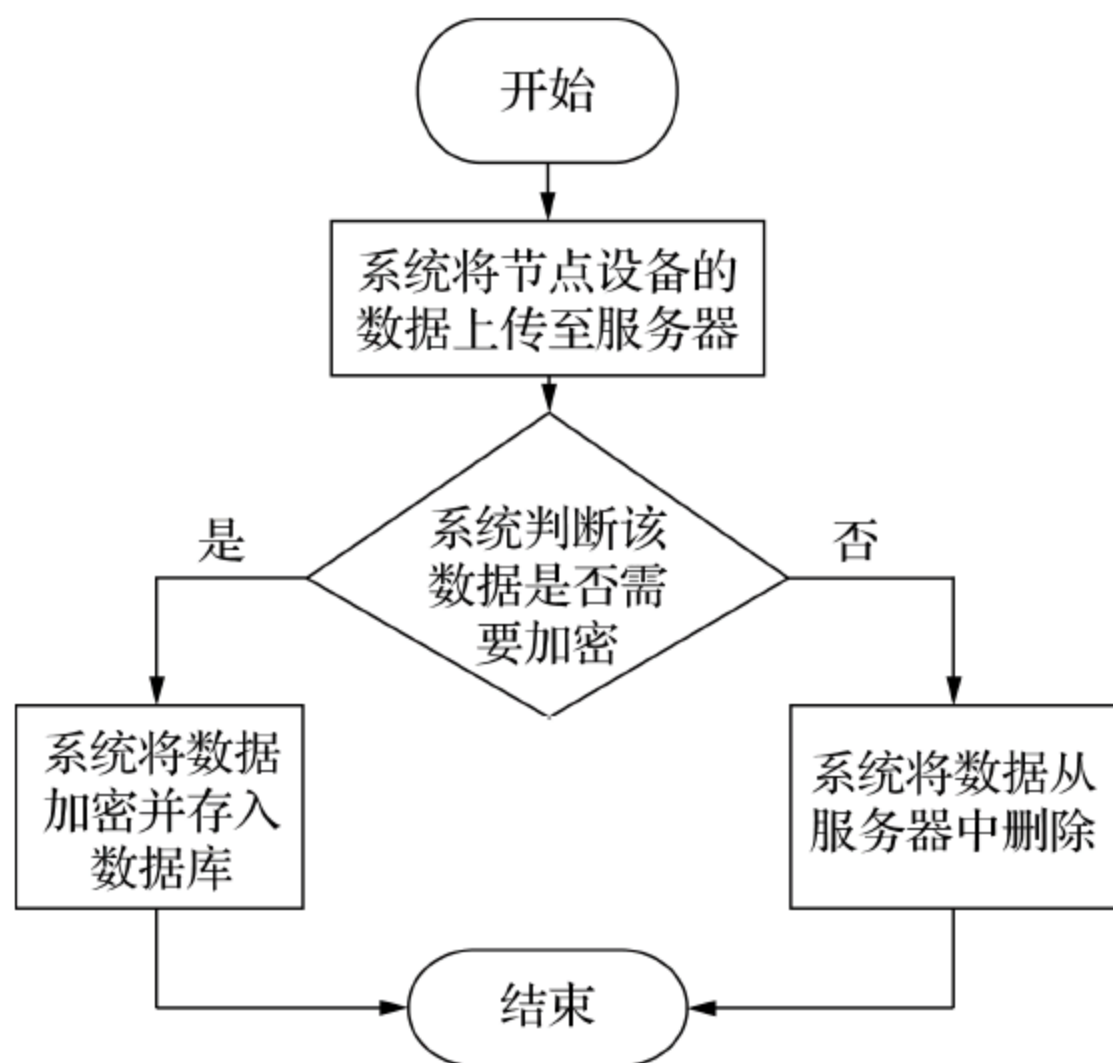 开始
系统将节点设备的
数据上传至服务器
是
系统判断该
数据是否需
要加密
否
系统将数据
加密并存入
数据库
系统将数据从
服务器中删除
结束